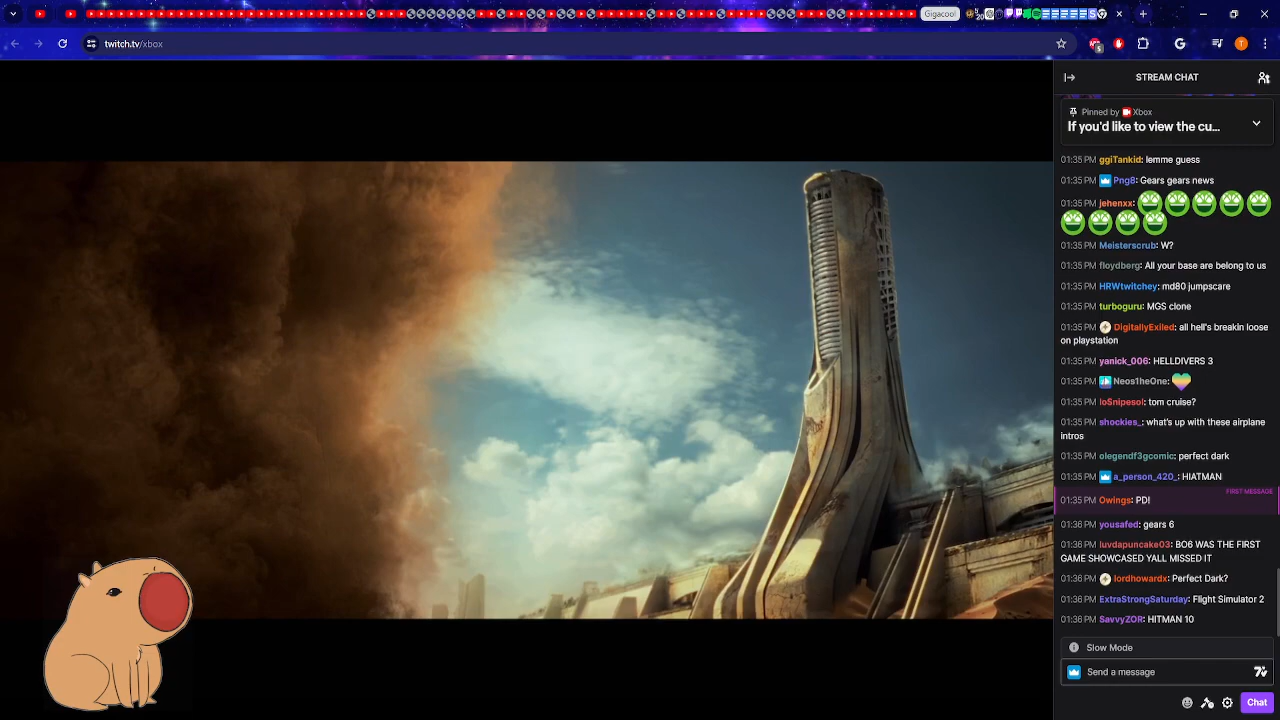 Gigacool
twitch.tv/xbox
STREAM CHAT
Pinned by Xbox
If you'd like to view the cu...
01:35 PM ggiTankid: lemme guess
01:35 PM Png8: Gears gears news
01:35 PM jehenxx:
01:35 PM Meisterscrub: W?
01:35 PM floydberg: All your base are belong to us
01:35 PM HRWtwitchey: md80 jumpscare
01:35 PM turboguru: MGS clone
01:35 PM DigitallyExiled: all hell's breakin loose
on playstation
01:35 PM yanick_006: HELLDIVERS 3
01:35 PM Neos1heOne:
01:35 PM loSnipesol: tom cruise?
01:35 PM shockies_: what's up with these airplane
intros
01:35 PM olegendf3gcomic: perfect dark
01:35 PM a_person_420_: HIATMAN
FIRST MESSAGE
01:35 PM Owings: PD!
01:36 PM yousafed: gears 6
01:36 PM luvdapuncake03: BO6 WAS THE FIRST
GAME SHOWCASED YALL MISSED IT
01:36 PM lordhowardx: Perfect Dark?
01:36 PM ExtraStrongSaturday: Flight Simulator 2
01:36 PM SavvyZOR: HITMAN 10
Slow Mode
Send a message
Chat